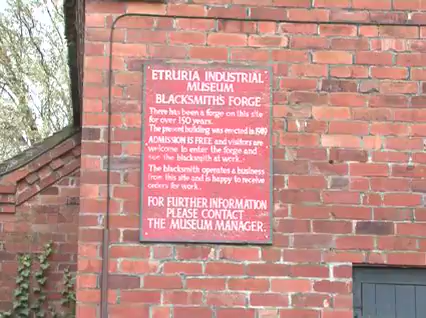 ETRURIA INDUSTRIAL
MUSEUM
BLACKSMITH'S FORGE
There has been a forge on this site
for over 150 years.
The present building was erected in
ADMISSION IS FREE and visitors are
welcome to enter the forge and
see the blacksmith at work.
The blacksmith operates a business
from this site and is happy to receive
orders for work.
FOR FURTHER INFORMATION
PLEASE CONTACT
THE MUSEUM MANAGER.